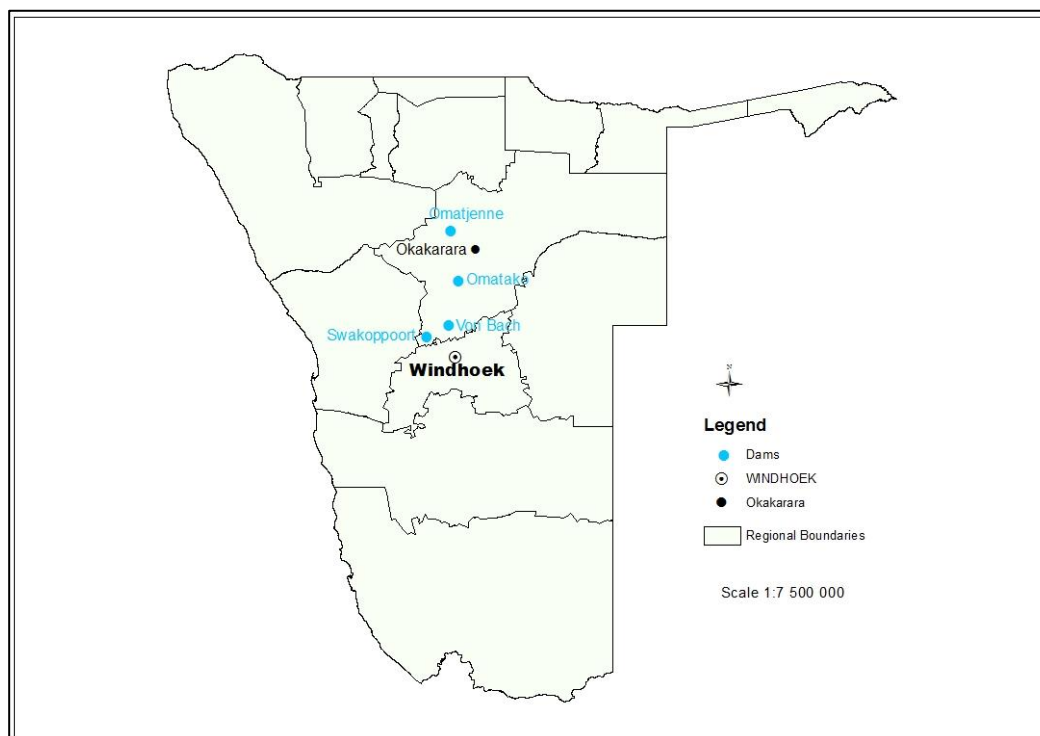 Omatjenne
Okakarara
Omatako
Von Bach
Swakoppoort
Windhoek
N
Legend
Dams
WINDHOEK
Okakarara
Regional Boundaries
Scale 1:7 500 000